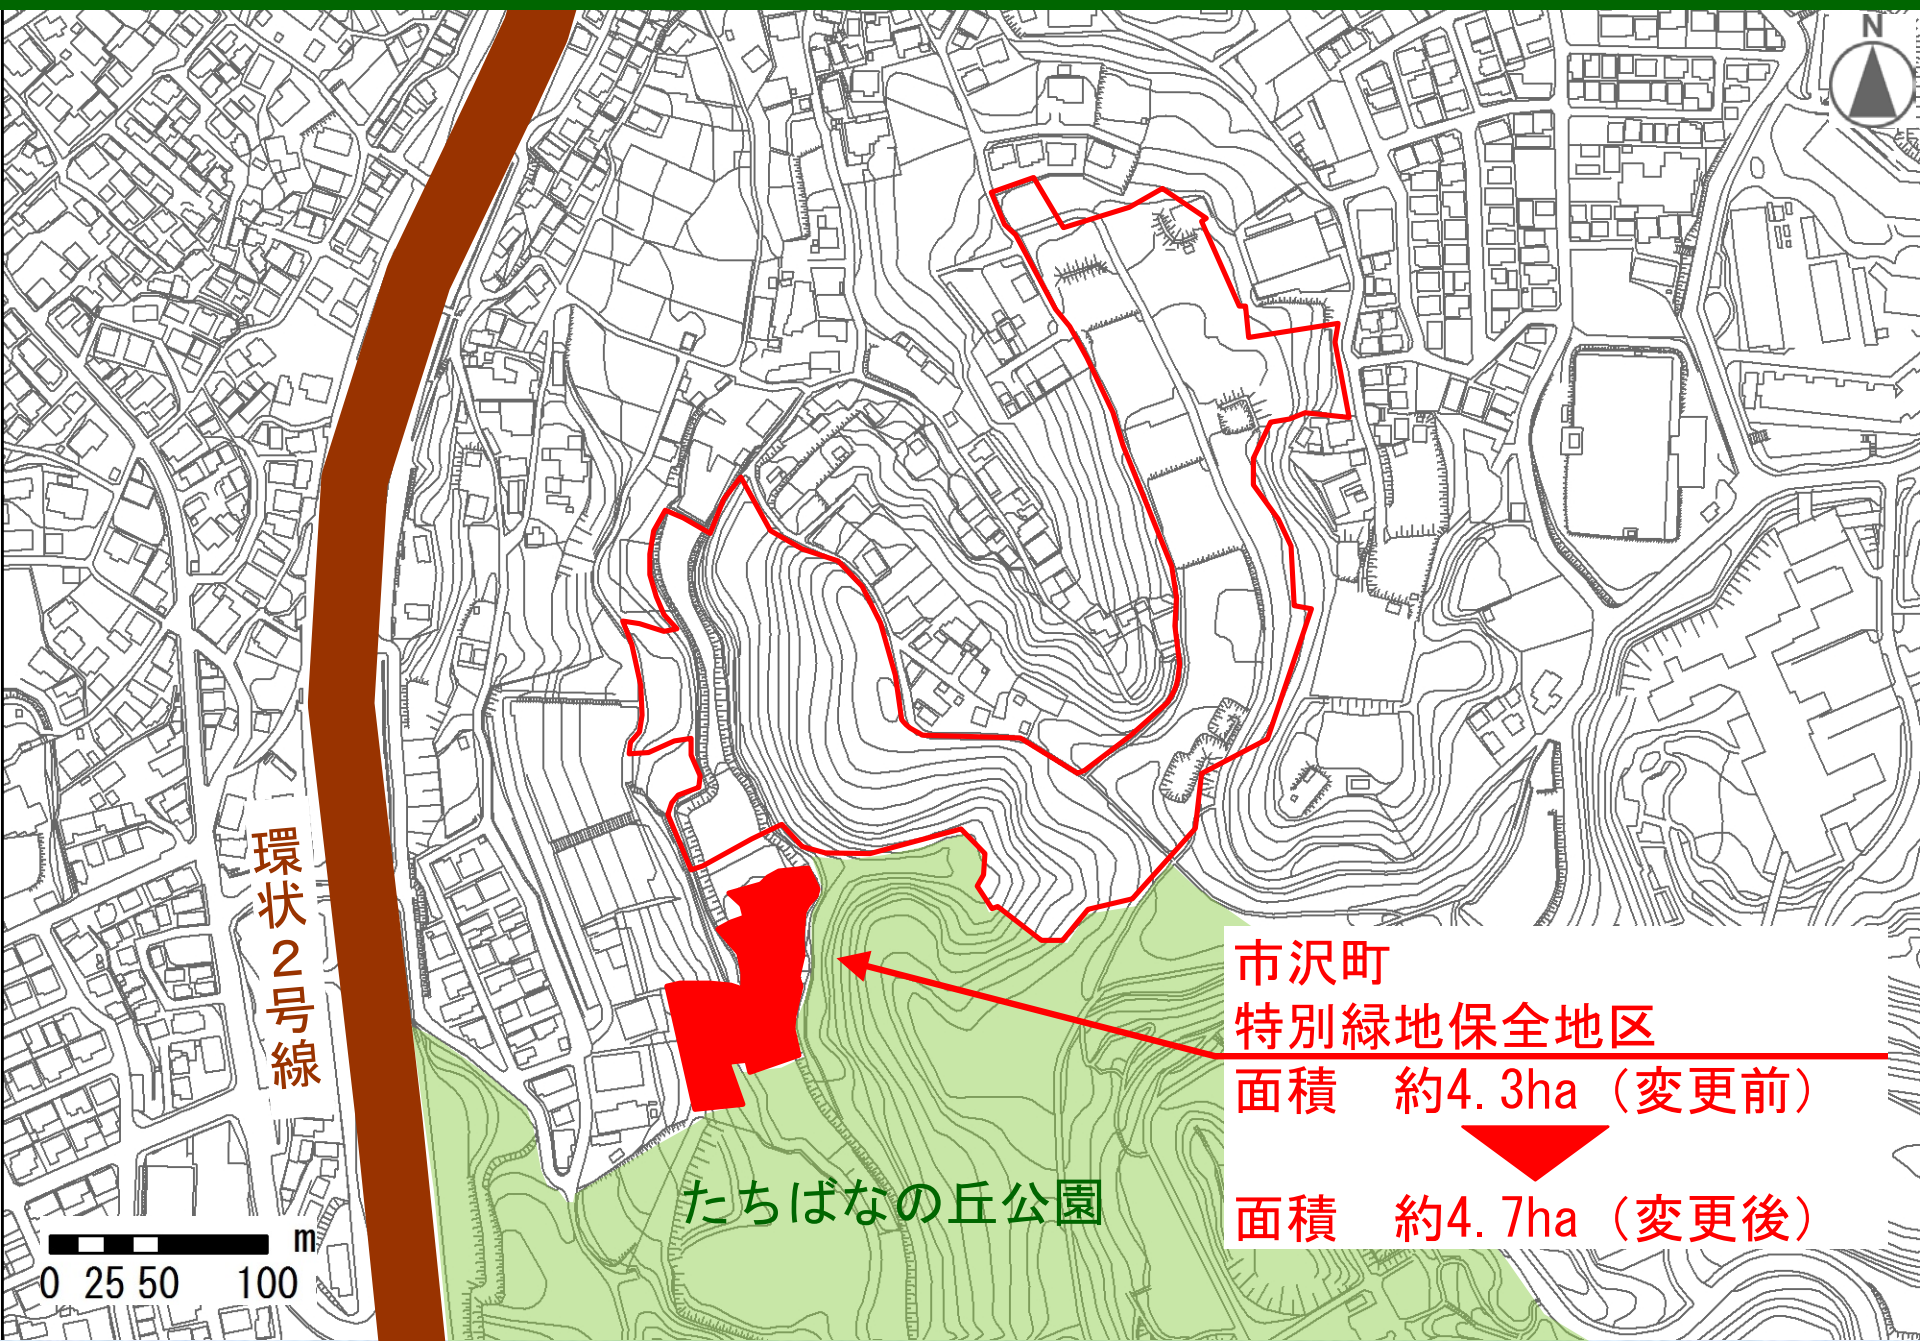 N
環状2号線
市沢町
特別緑地保全地区
面積　約4.3ha（変更前）
面積　約4.7ha（変更後）
たちばなの丘公園
m
0 25 50 100